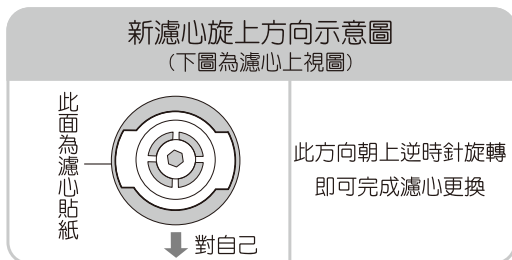 新濾心旋上方向示意圖
(下圖為濾心上視圖)
此面為濾心貼紙
對自己
此方向朝上逆時針旋轉
即可完成濾心更換